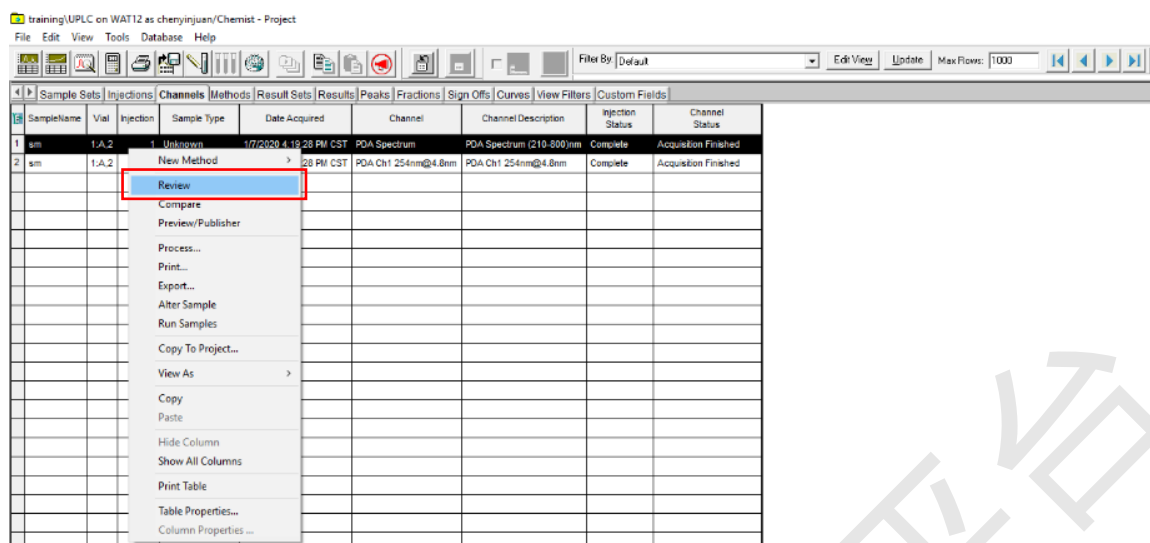 training\UPLC on WAT12 as chenyinjuan/Chemist - Project
File Edit View Tools Database Help
Filter By: Default Edit View Update Max Rows: 1000
Sample Sets Injections Channels Methods Result Sets Results Peaks Fractions Sign Offs Curves View Filters Custom Fields
SampleName Vial Injection Sample Type Date Acquired Channel Channel Description Injection Status Channel Status
1 sm 1:A,2 1 Unknown 1/7/2020 4:19:28 PM CST PDA Spectrum PDA Spectrum (210-800)nm Complete Acquisition Finished
2 sm 1:A,2 28 PM CST PDA Ch1 254nm@4.8nm PDA Ch1 254nm@4.8nm Complete Acquisition Finished
New Method
Review
Compare
Preview/Publisher
Process...
Print...
Export...
Alter Sample
Run Samples
Copy To Project...
View As
Copy
Paste
Hide Column
Show All Columns
Print Table
Table Properties...
Column Properties ...
台